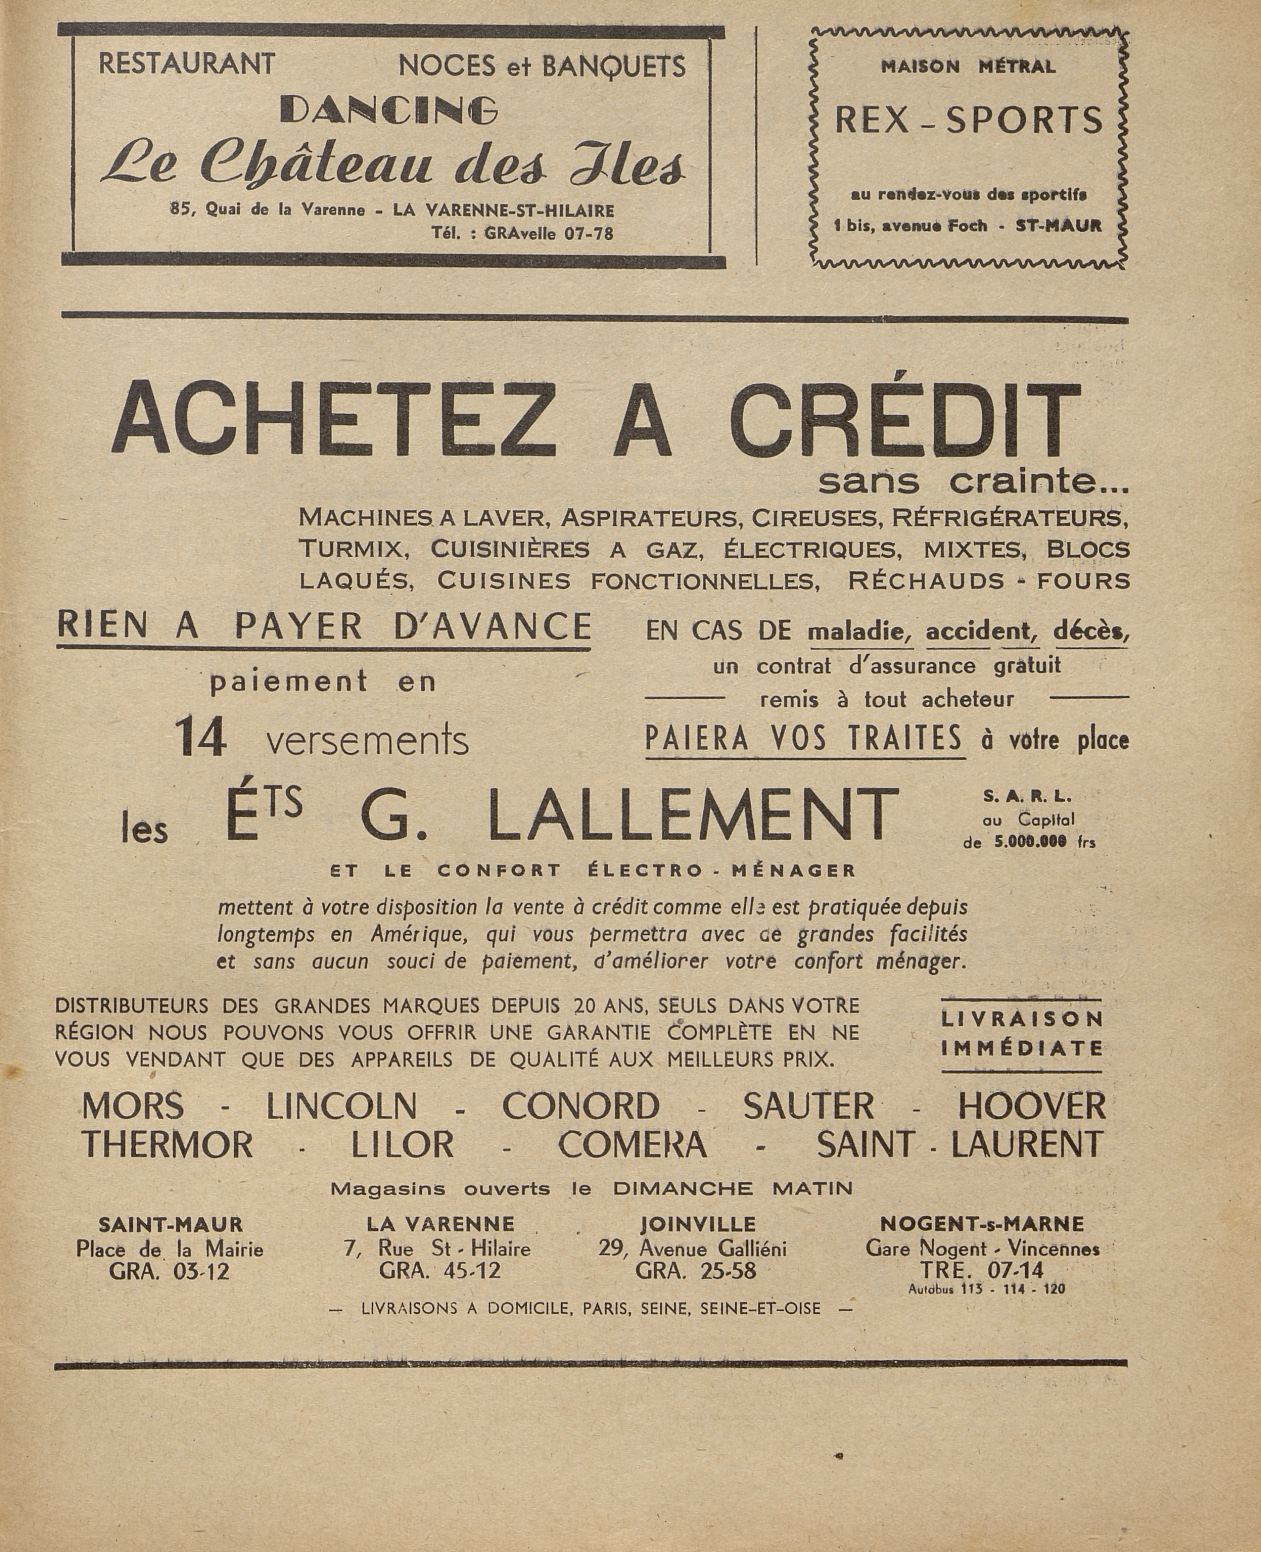 RESTAURANT NOCES et BANQUETS
DANCING
Le Château des Iles
85, Quai de la Varenne - LA VARENNE-ST-HILAIRE
Tél. : GRAvelle 07-78
MAISON MÉTRAL
REX - SPORTS
au rendez-vous des sportifs
1 bis, avenue Foch - ST-MAUR
ACHETEZ A CRÉDIT
sans crainte...
MACHINES A LAVER, ASPIRATEURS, CIREUSES, RÉFRIGÉRATEURS,
TURMIX, CUISINIÈRES A GAZ, ÉLECTRIQUES, MIXTES, BLOCS
LAQUÉS, CUISINES FONCTIONNELLES, RÉCHAUDS - FOURS
RIEN A PAYER D'AVANCE
paiement en
14 versements
EN CAS DE maladie, accident, décès,
un contrat d'assurance gratuit
remis à tout acheteur
PAIERA VOS TRAITES à votre place
les ÉTS G. LALLEMENT
S. A. R. L.
au Capital
de 5.000.000 frs
ET LE CONFORT ÉLECTRO - MÉNAGER
mettent à votre disposition la vente à crédit comme elle est pratiquée depuis
longtemps en Amérique, qui vous permettra avec de grandes facilités
et sans aucun souci de paiement, d'améliorer votre confort ménager.
DISTRIBUTEURS DES GRANDES MARQUES DEPUIS 20 ANS, SEULS DANS VOTRE
RÉGION NOUS POUVONS VOUS OFFRIR UNE GARANTIE COMPLÈTE EN NE
VOUS VENDANT QUE DES APPAREILS DE QUALITÉ AUX MEILLEURS PRIX.
LIVRAISON
IMMÉDIATE
MORS - LINCOLN - CONORD - SAUTER - HOOVER
THERMOR - LILOR - COMERA - SAINT - LAURENT
Magasins ouverts le DIMANCHE MATIN
SAINT-MAUR
Place de la Mairie
GRA. 03-12
LA VARENNE
7, Rue St - Hilaire
GRA. 45-12
JOINVILLE
29, Avenue Galliéni
GRA. 25-58
NOGENT-s-MARNE
Gare Nogent - Vincennes
TRE. 07-14
Autobus 113 - 114 - 120
— LIVRAISONS A DOMICILE, PARIS, SEINE, SEINE-ET-OISE —